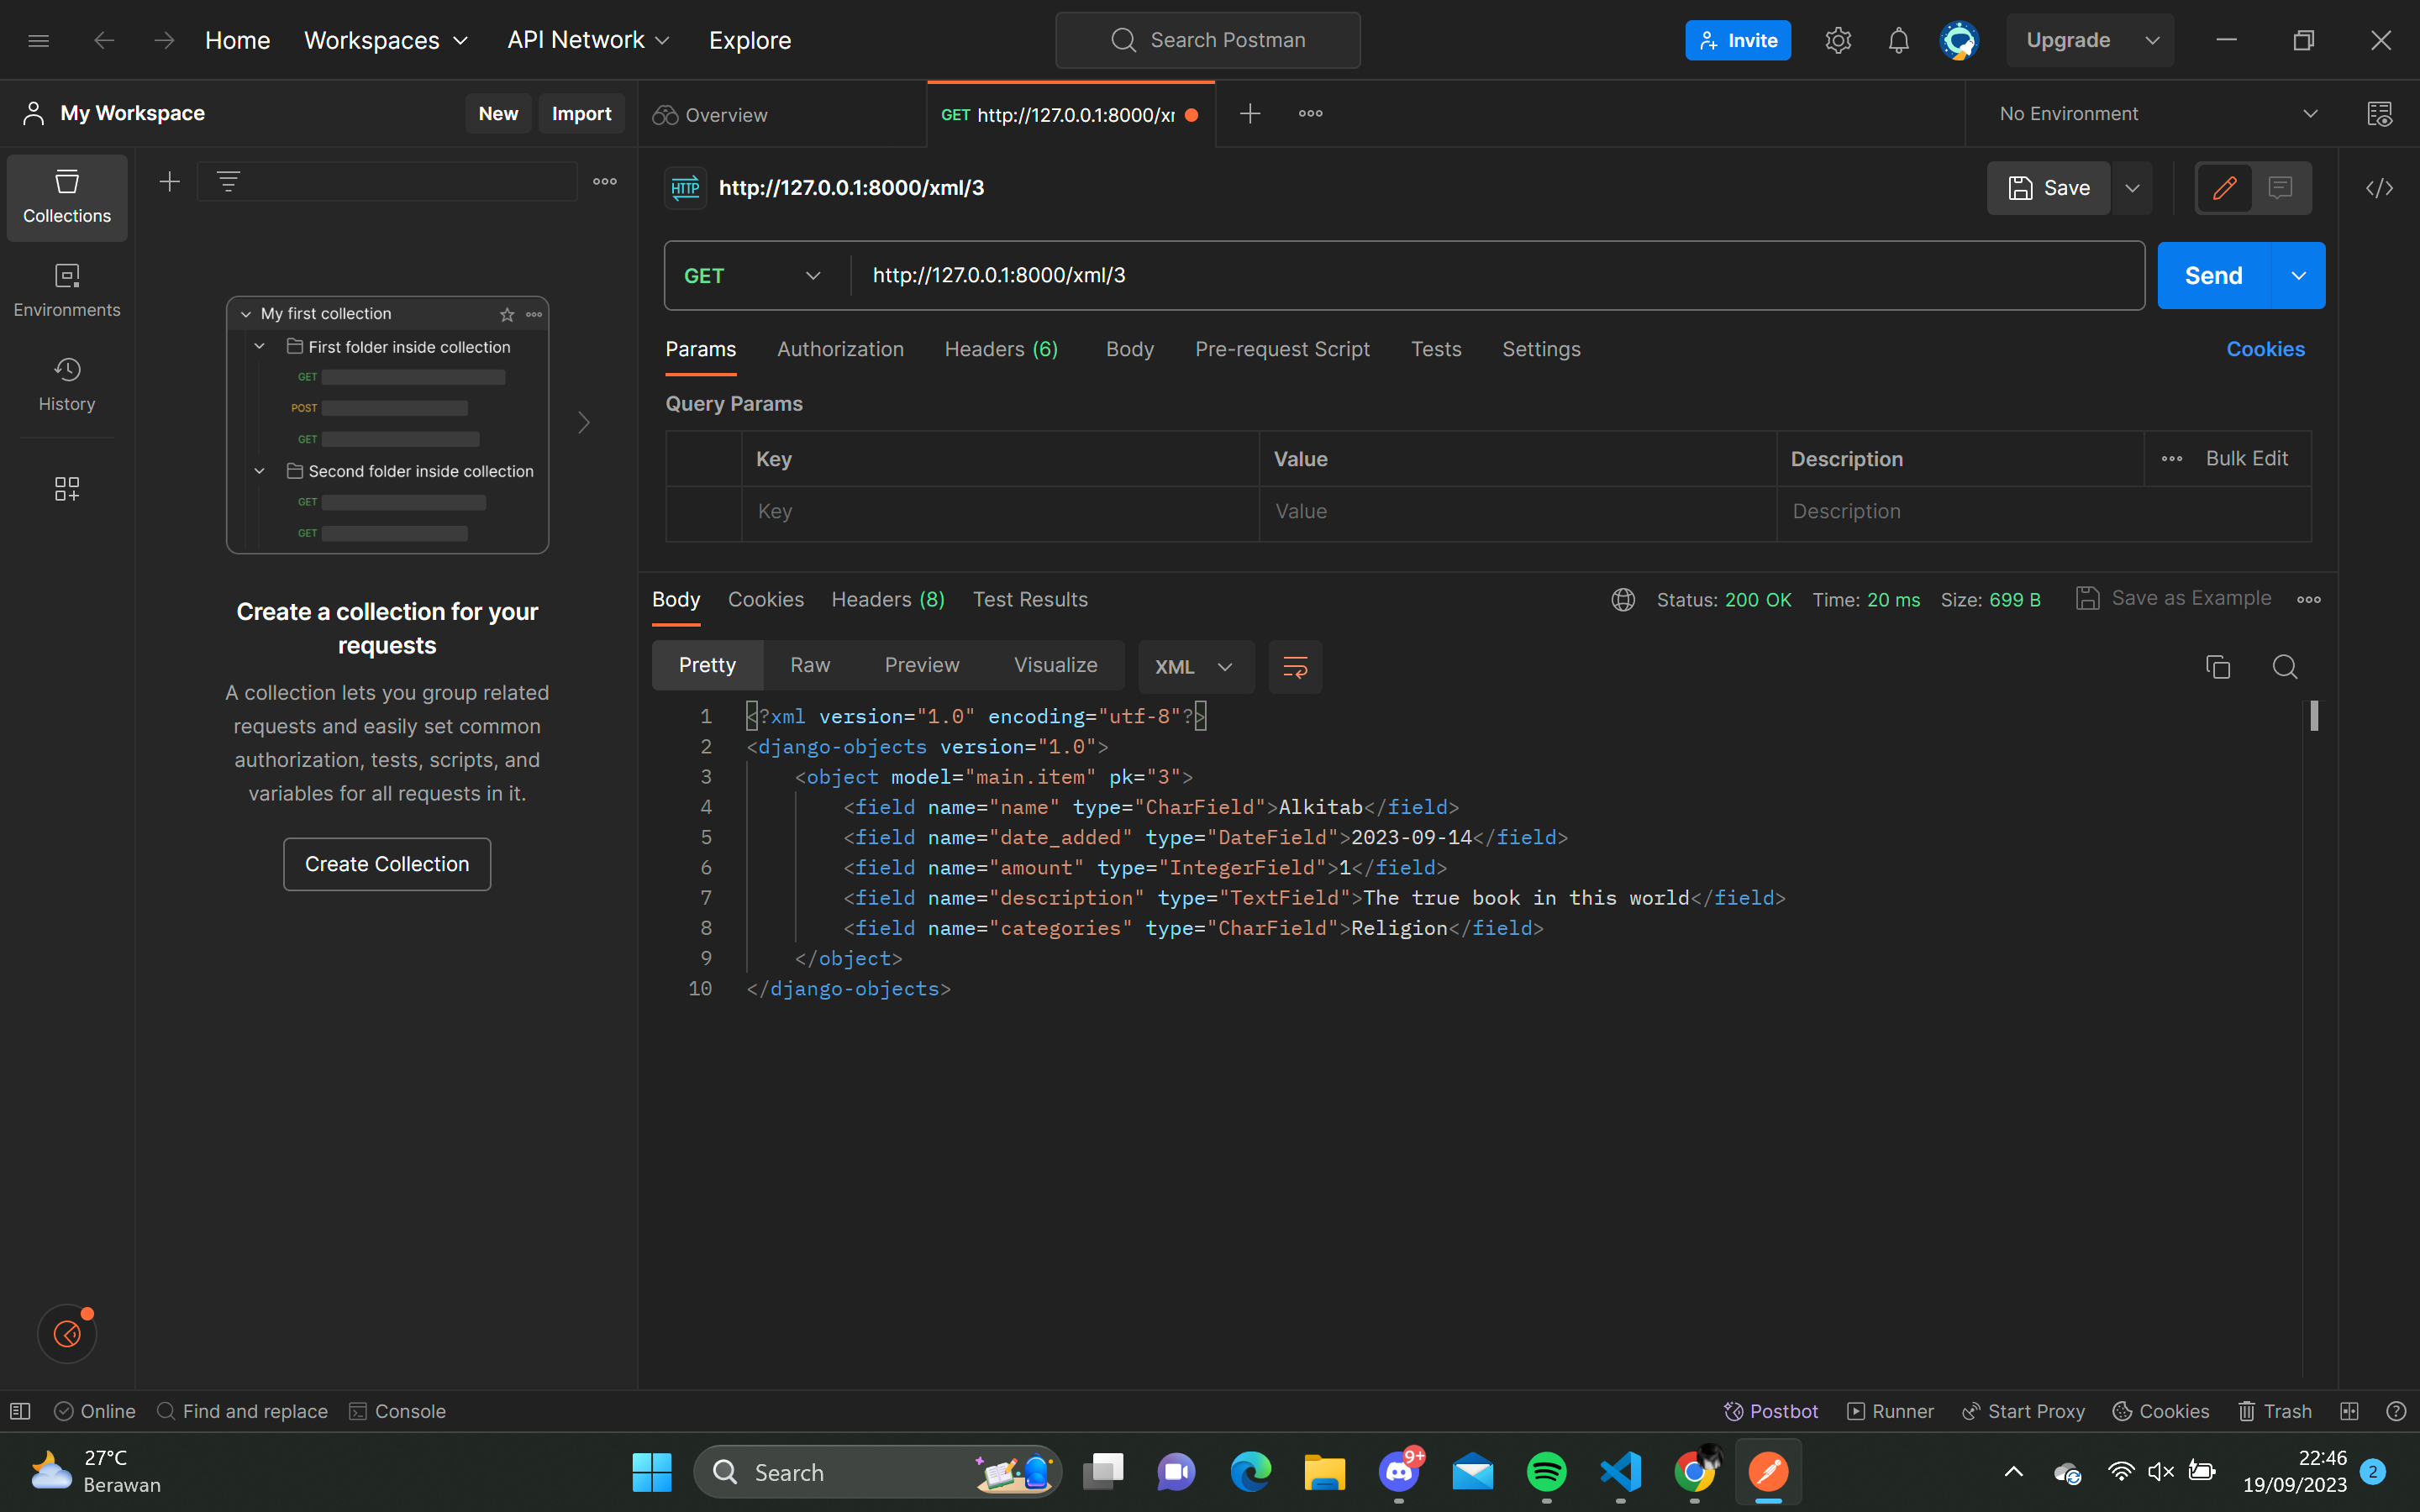 Home Workspaces API Network Explore Search Postman Invite Upgrade
My Workspace New Import Overview GET http://127.0.0.1:8000/xr No Environment
Collections
Environments
History
My first collection
First folder inside collection
GET
POST
GET
Second folder inside collection
GET
GET
Create a collection for your
requests
A collection lets you group related
requests and easily set common
authorization, tests, scripts, and
variables for all requests in it.
Create Collection
HTTP http://127.0.0.1:8000/xml/3 Save
GET http://127.0.0.1:8000/xml/3 Send
Params Authorization Headers (6) Body Pre-request Script Tests Settings Cookies
Query Params
Key Value Description Bulk Edit
Key Value Description
Body Cookies Headers (8) Test Results Status: 200 OK Time: 20 ms Size: 699 B Save as Example
Pretty Raw Preview Visualize XML
1 <?xml version="1.0" encoding="utf-8"?>
2 <django-objects version="1.0">
3 <object model="main.item" pk="3">
4 <field name="name" type="CharField">Alkitab</field>
5 <field name="date_added" type="DateField">2023-09-14</field>
6 <field name="amount" type="IntegerField">1</field>
7 <field name="description" type="TextField">The true book in this world</field>
8 <field name="categories" type="CharField">Religion</field>
9 </object>
10 </django-objects>
Online Find and replace Console Postbot Runner Start Proxy Cookies Trash
27°C
Berawan
Search
9+
22:46
19/09/2023
2